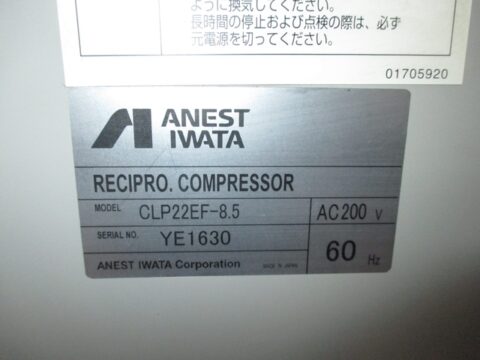 ように換気してください。
長時間の停止および点検の際は、必ず
元電源を切ってください。
01705920
ANEST
IWATA
RECIPRO. COMPRESSOR
MODEL CLP22EF-8.5 AC200 V
SERIAL NO. YE1630 60 Hz
ANEST IWATA Corporation MADE IN JAPAN